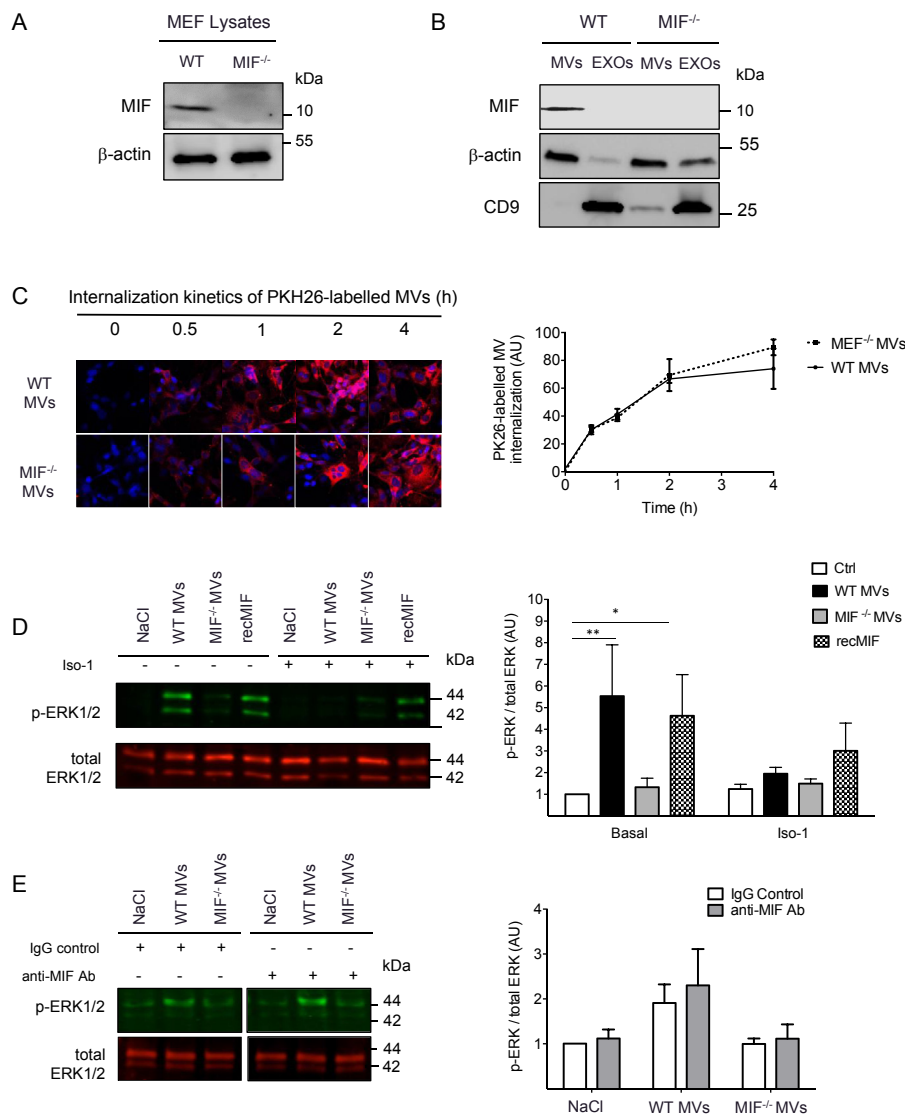 A
MEF Lysates
WT MIF-/-
kDa
MIF
10
55
β-actin
B
WT MIF-/-
MVs EXOs MVs EXOs
kDa
MIF
10
55
β-actin
CD9
25
C
Internalization kinetics of PKH26-labelled MVs (h)
0 0.5 1 2 4
WT
MVs
MIF-/-
MVs
PK26-labelled MV
internalization (AU)
100
80
60
40
20
0
0 1 2 3 4
Time (h)
MEF-/- MVs
WT MVs
D
NaCl WT MVs MIF-/- MVs recMIF NaCl WT MVs MIF-/- MVs recMIF
Iso-1 - - - - + + + +
kDa
p-ERK1/2
44
42
total
ERK1/2
44
42
Ctrl
WT MVs
MIF-/- MVs
recMIF
p-ERK / total ERK (AU)
10
8
6
5
4
3
2
1
* 
**
Basal Iso-1
E
NaCl WT MVs MIF-/- MVs NaCl WT MVs MIF-/- MVs
IgG control + + + - - -
anti-MIF Ab - - - + + +
kDa
p-ERK1/2
44
42
total
ERK1/2
44
42
IgG Control
anti-MIF Ab
p-ERK / total ERK (AU)
4
2
1
NaCl WT MVs MIF-/- MVs